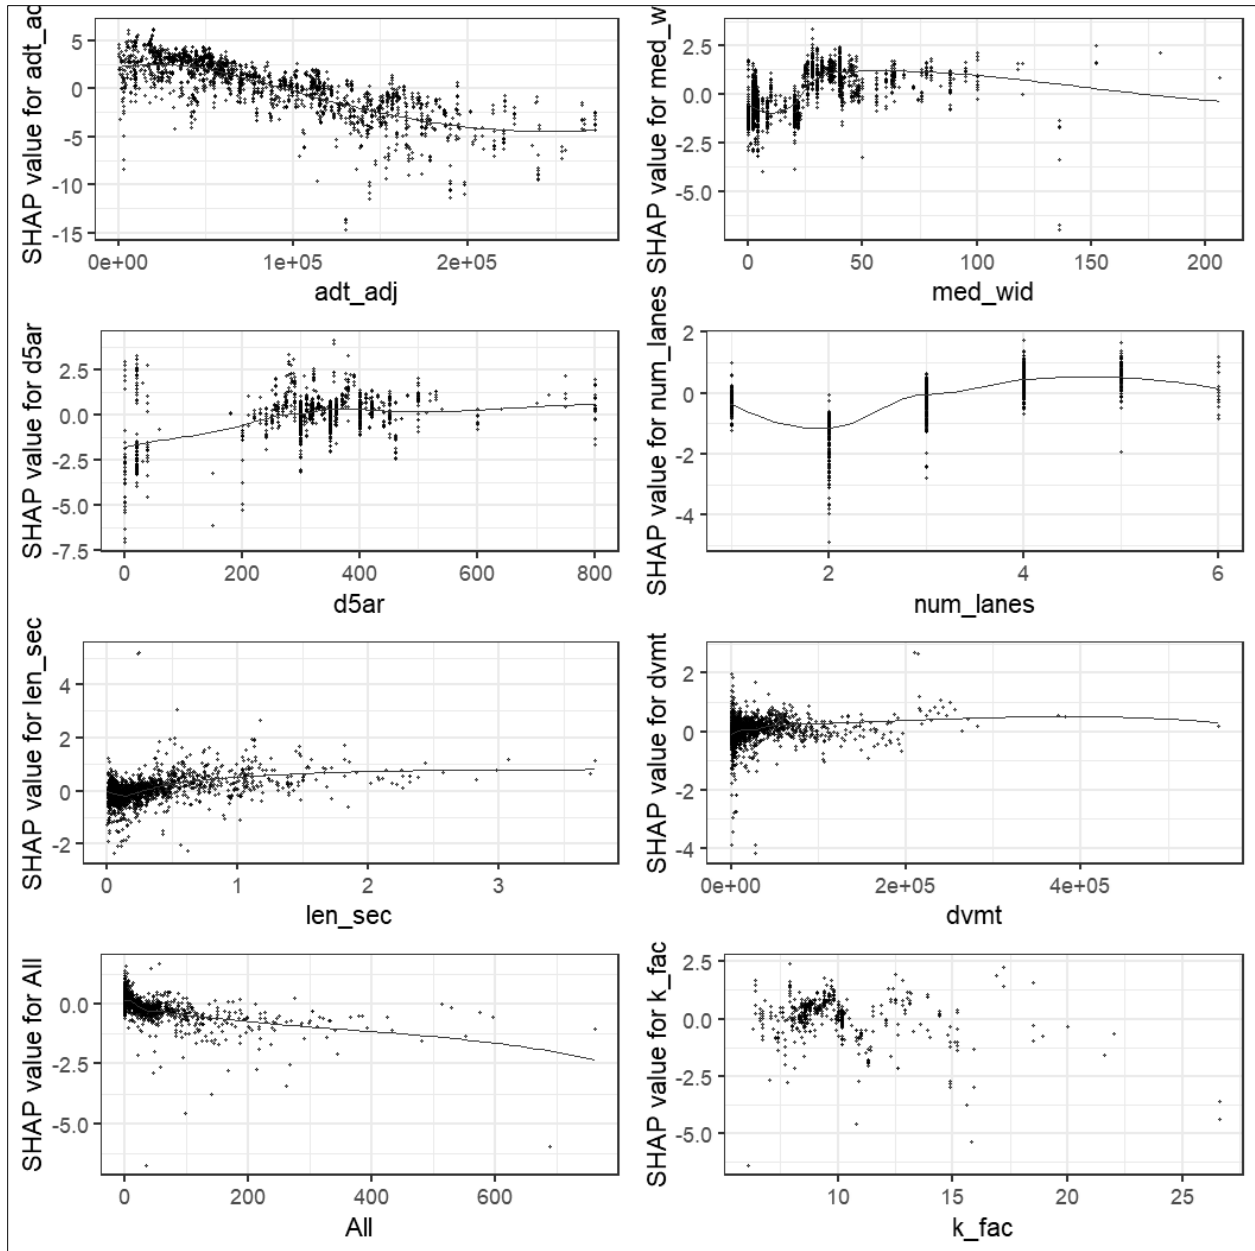 SHAP value for adt_ad
5
0
-5
-10
-15
0e+00 1e+05 2e+05
adt_adj
SHAP value for med_w
2.5
0.0
-2.5
-5.0
0 50 100 150 200
med_wid
SHAP value for d5ar
2.5
0.0
-2.5
-5.0
-7.5
0 200 400 600 800
d5ar
SHAP value for num_lanes
2
0
-2
-4
2 4 6
num_lanes
SHAP value for len_sec
4
2
0
-2
0 1 2 3
len_sec
SHAP value for dvmt
2
0
-2
-4
0e+00 2e+05 4e+05
dvmt
SHAP value for All
0.0
-2.5
-5.0
0 200 400 600
All
SHAP value for k_fac
2.5
0.0
-2.5
-5.0
10 15 20 25
k_fac